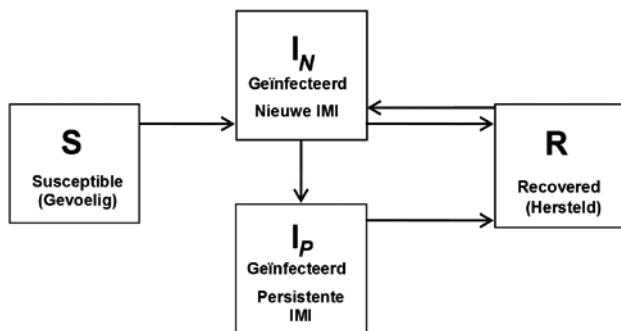 S
Susceptible
(Gevoelig)
I_N
Geïnfecteerd
Nieuwe IMI
I_P
Geïnfecteerd
Persistente
IMI
R
Recovered
(Hersteld)